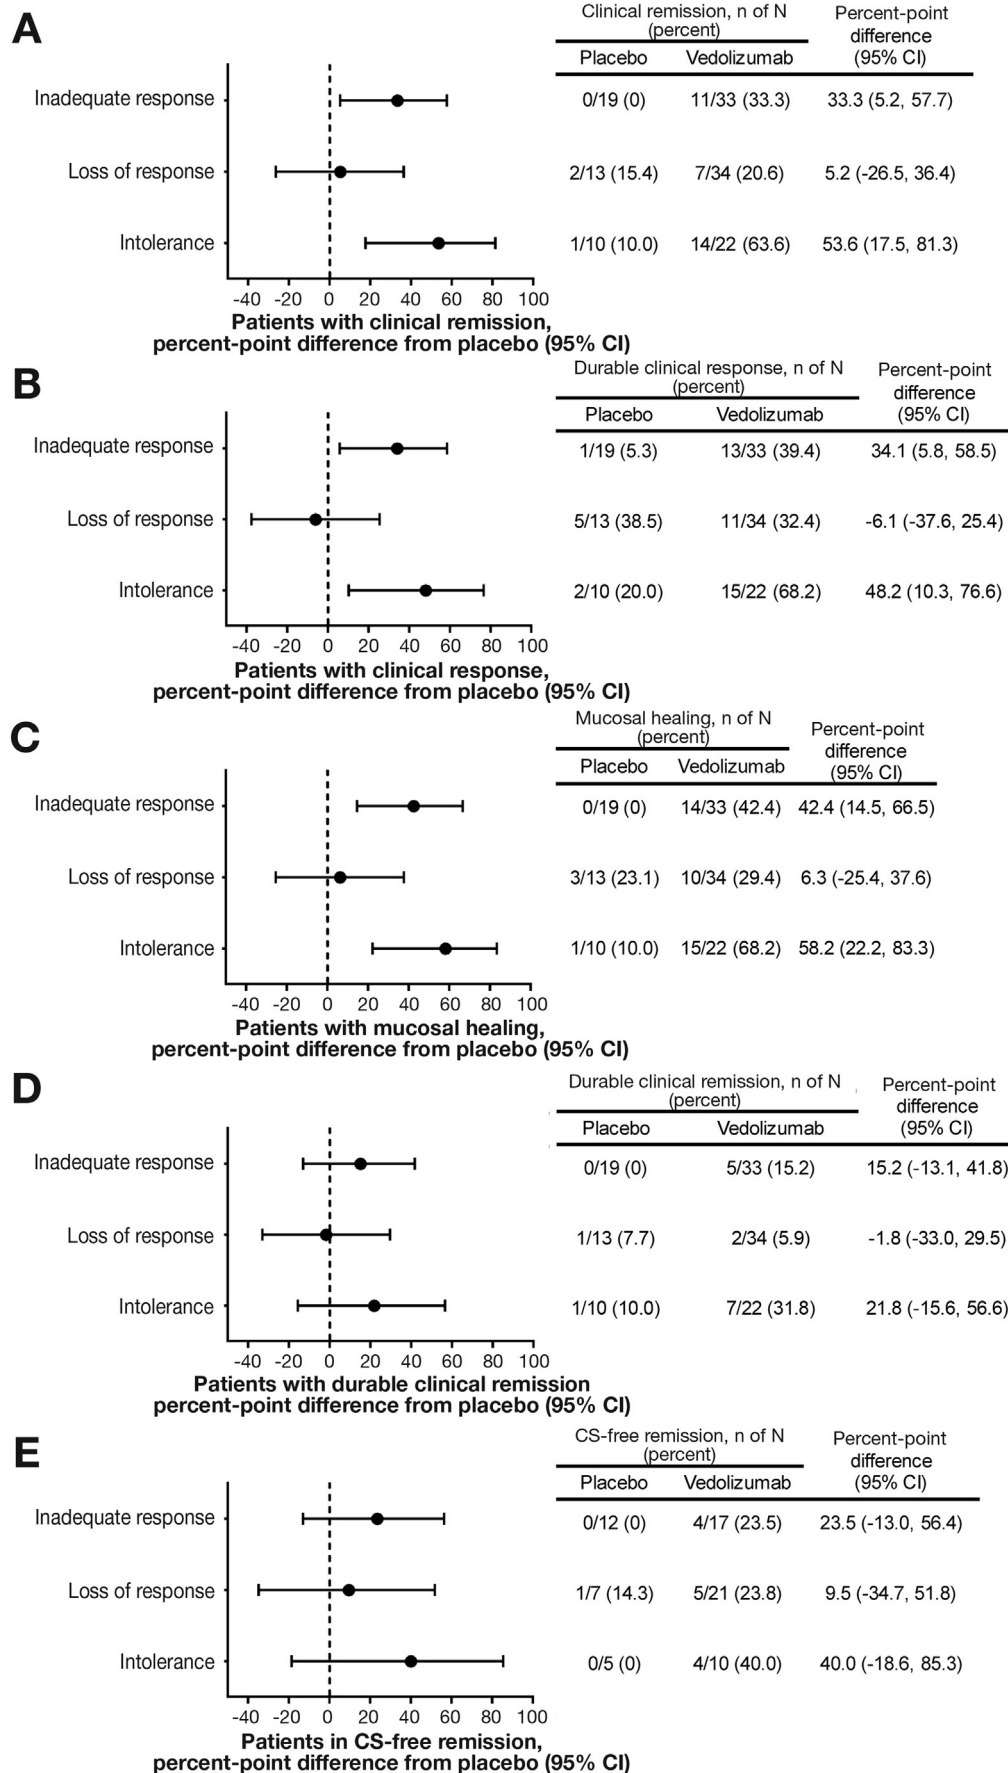 A
Clinical remission, n of N
(percent)
Percent-point
difference
(95% CI)
Placebo Vedolizumab
Inadequate response 0/19 (0) 11/33 (33.3) 33.3 (5.2, 57.7)
Loss of response 2/13 (15.4) 7/34 (20.6) 5.2 (-26.5, 36.4)
Intolerance 1/10 (10.0) 14/22 (63.6) 53.6 (17.5, 81.3)
-40 -20 0 20 40 60 80 100
Patients with clinical remission,
percent-point difference from placebo (95% CI)
B
Durable clinical response, n of N
(percent)
Percent-point
difference
(95% CI)
Placebo Vedolizumab
Inadequate response 1/19 (5.3) 13/33 (39.4) 34.1 (5.8, 58.5)
Loss of response 5/13 (38.5) 11/34 (32.4) -6.1 (-37.6, 25.4)
Intolerance 2/10 (20.0) 15/22 (68.2) 48.2 (10.3, 76.6)
-40 -20 0 20 40 60 80 100
Patients with clinical response,
percent-point difference from placebo (95% CI)
C
Mucosal healing, n of N
(percent)
Percent-point
difference
(95% CI)
Placebo Vedolizumab
Inadequate response 0/19 (0) 14/33 (42.4) 42.4 (14.5, 66.5)
Loss of response 3/13 (23.1) 10/34 (29.4) 6.3 (-25.4, 37.6)
Intolerance 1/10 (10.0) 15/22 (68.2) 58.2 (22.2, 83.3)
-40 -20 0 20 40 60 80 100
Patients with mucosal healing,
percent-point difference from placebo (95% CI)
D
Durable clinical remission, n of N
(percent)
Percent-point
difference
(95% CI)
Placebo Vedolizumab
Inadequate response 0/19 (0) 5/33 (15.2) 15.2 (-13.1, 41.8)
Loss of response 1/13 (7.7) 2/34 (5.9) -1.8 (-33.0, 29.5)
Intolerance 1/10 (10.0) 7/22 (31.8) 21.8 (-15.6, 56.6)
-40 -20 0 20 40 60 80 100
Patients with durable clinical remission
percent-point difference from placebo (95% CI)
E
CS-free remission, n of N
(percent)
Percent-point
difference
(95% CI)
Placebo Vedolizumab
Inadequate response 0/12 (0) 4/17 (23.5) 23.5 (-13.0, 56.4)
Loss of response 1/7 (14.3) 5/21 (23.8) 9.5 (-34.7, 51.8)
Intolerance 0/5 (0) 4/10 (40.0) 40.0 (-18.6, 85.3)
-40 -20 0 20 40 60 80 100
Patients in CS-free remission,
percent-point difference from placebo (95% CI)